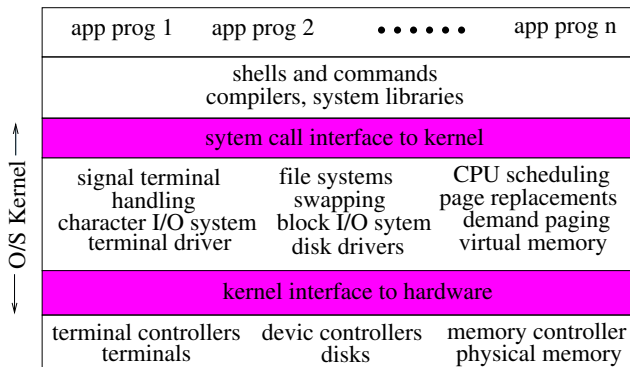 app prog 1 app prog 2 • • • • • • app prog n
shells and commands
compilers, system libraries
sytem call interface to kernel
O/S Kernel
signal terminal
handling
character I/O system
terminal driver
file systems
swapping
block I/O sytem
disk drivers
CPU scheduling
page replacements
demand paging
virtual memory
kernel interface to hardware
terminal controllers
terminals
devic controllers
disks
memory controller
physical memory